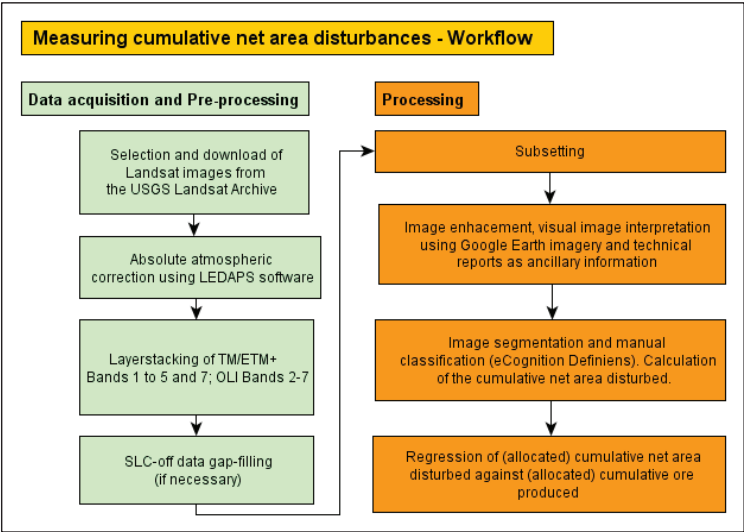 Measuring cumulative net area disturbances - Workflow
Data acquisition and Pre-processing
Selection and download of
Landsat images from
the USGS Landsat Archive
Absolute atmospheric
correction using LEDAPS software
Layerstacking of TM/ETM+
Bands 1 to 5 and 7; OLI Bands 2-7
SLC-off data gap-filling
(if necessary)
Processing
Subsetting
Image enhacement, visual image interpretation
using Google Earth imagery and technical
reports as ancillary information
Image segmentation and manual
classification (eCognition Definiens). Calculation
of the cumulative net area disturbed.
Regression of (allocated) cumulative net area
disturbed against (allocated) cumulative ore
produced